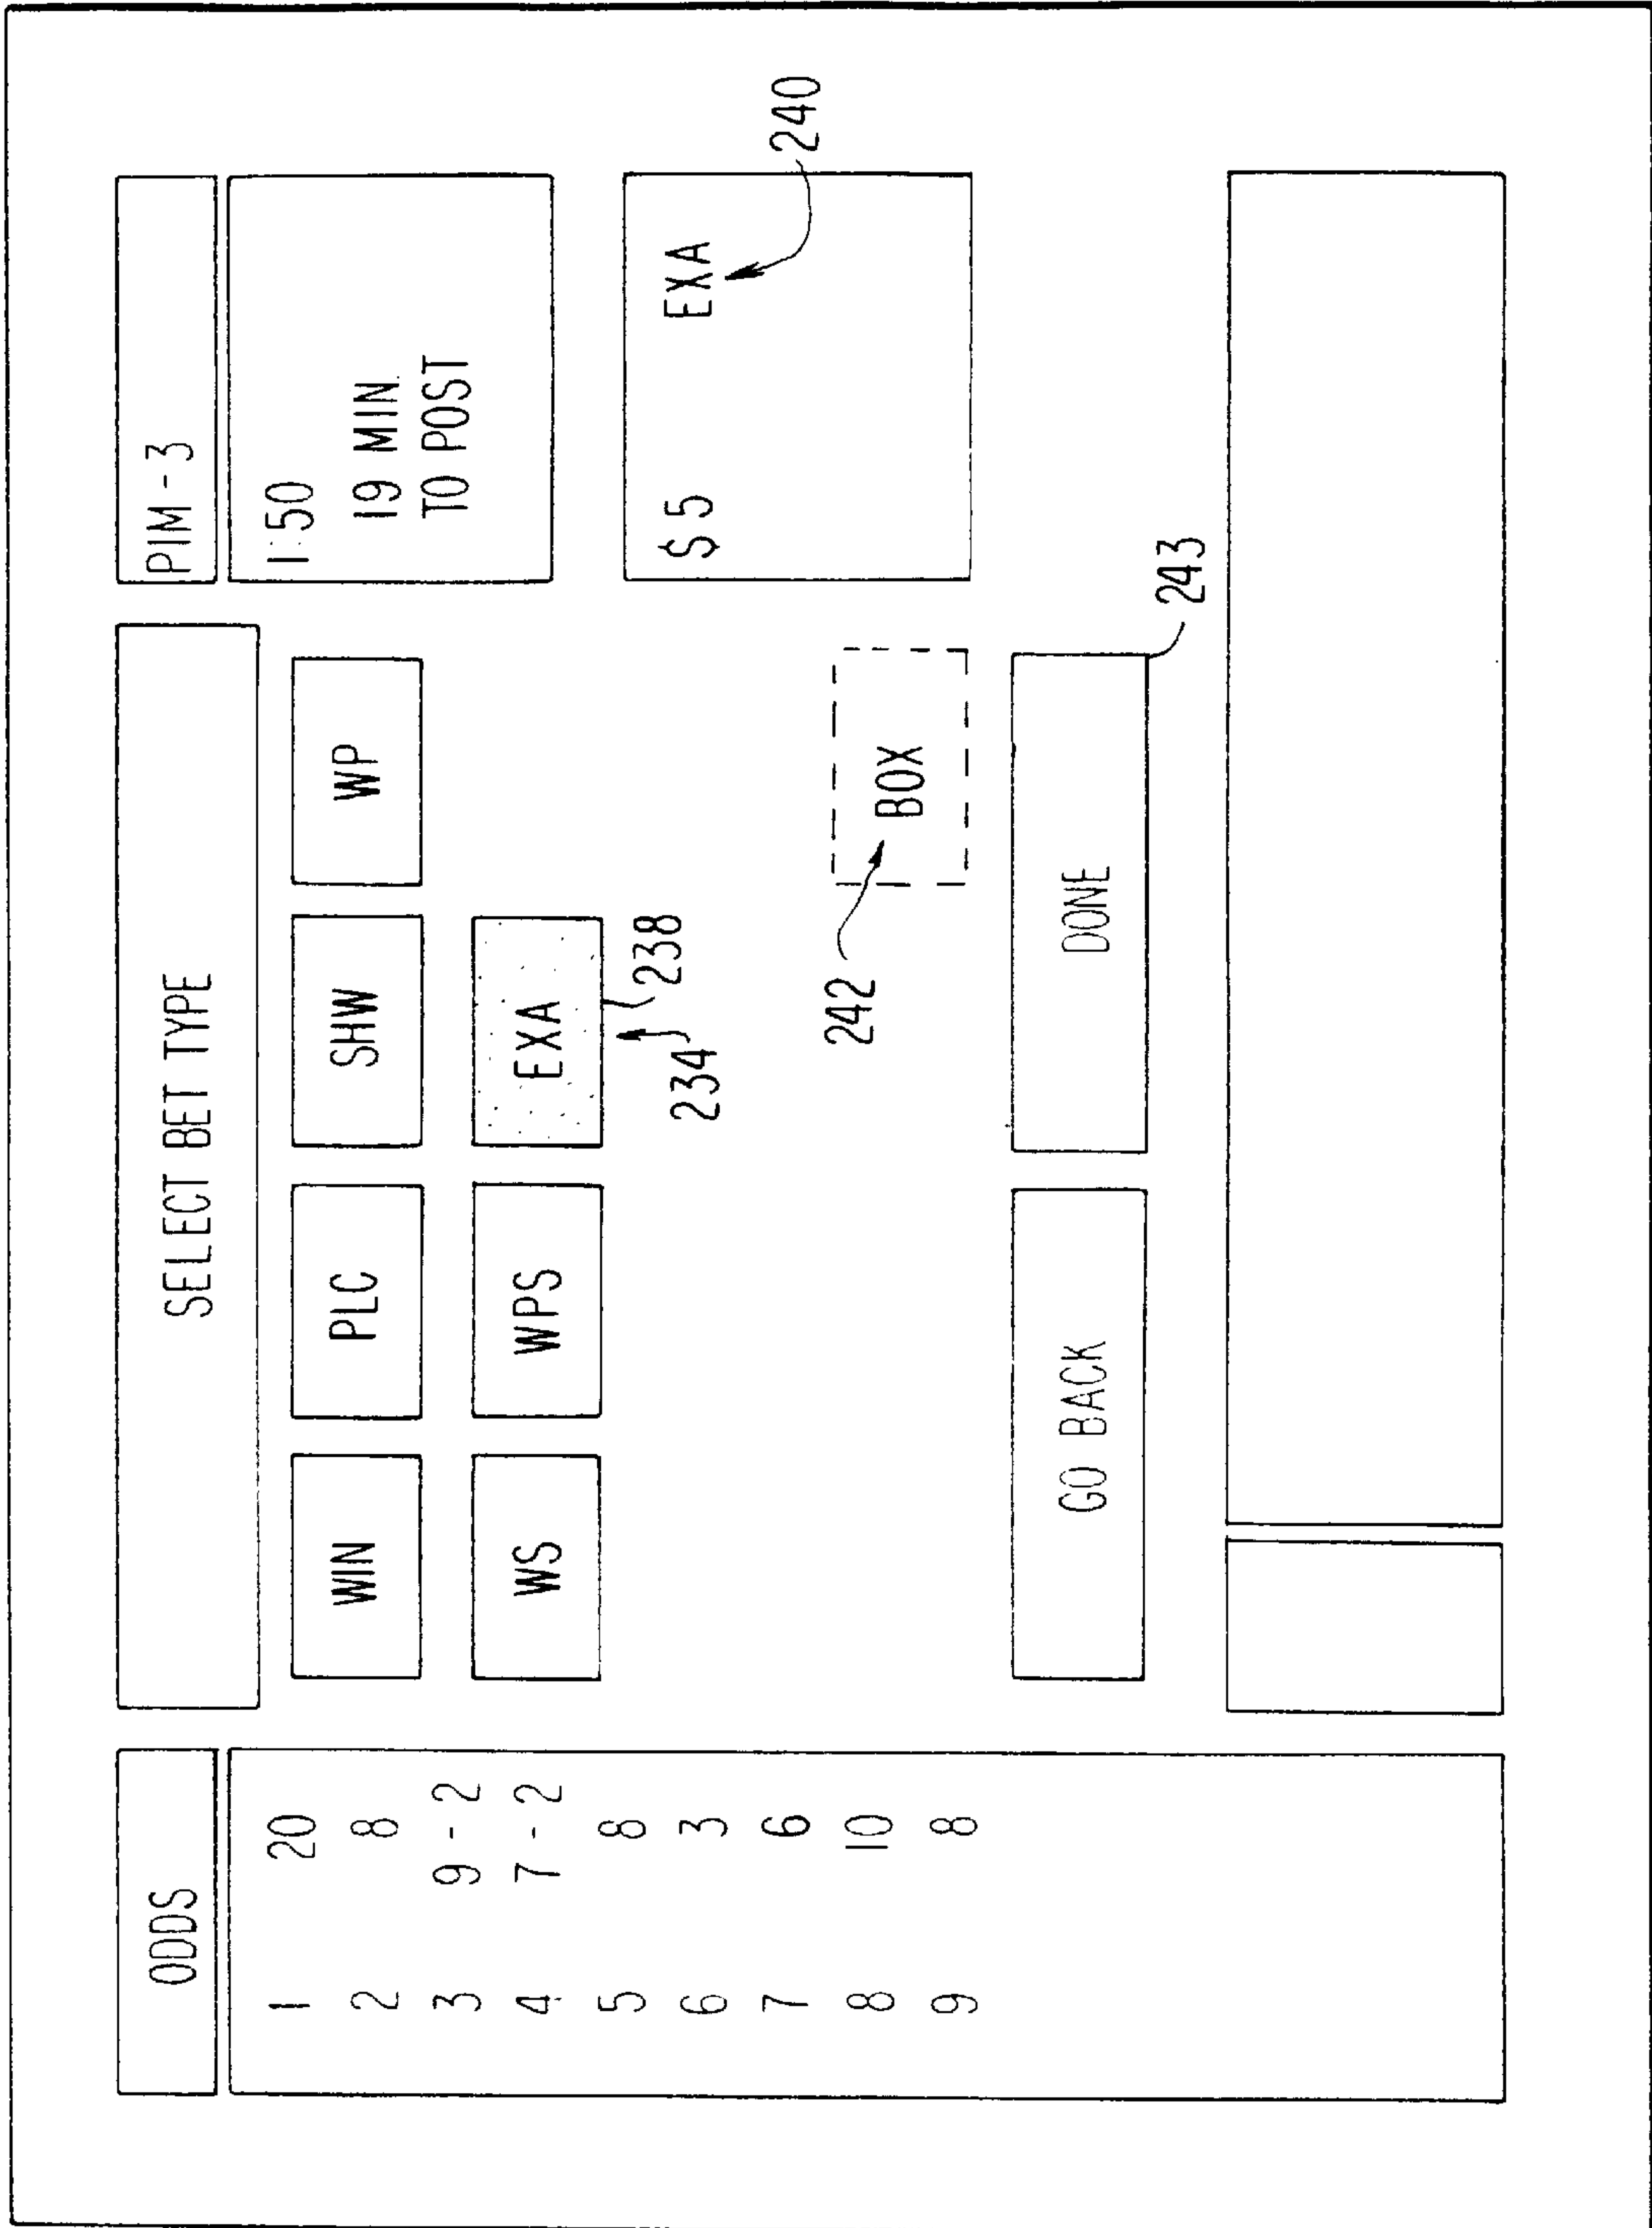 ODDS
1 20
2 8
3 9 - 2
4 7 - 2
5 8
6 3
7 6
8 10
9 8
SELECT BET TYPE
WIN PLC SHW WP
WS WPS EXA
234 238
242 BOX
GO BACK DONE
243
PIM - 3
1:50
19 MIN.
TO POST
$ 5 EXA
240